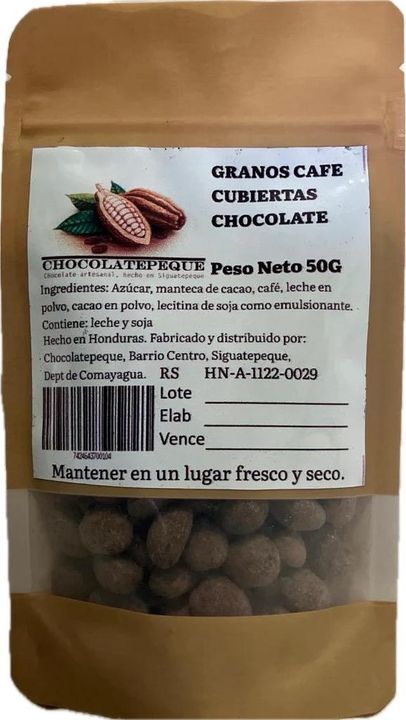 GRANOS CAFE
CUBIERTAS
CHOCOLATE
CHOCOLATEPEQUE
Chocolate artesanal, hecho en Siguatepeque
Peso Neto 50G
Ingredientes: Azúcar, manteca de cacao, café, leche en
polvo, cacao en polvo, lecitina de soja como emulsionante.
Contiene: leche y soja
Hecho en Honduras. Fabricado y distribuido por:
Chocolatepeque, Barrio Centro, Siguatepeque,
Dept de Comayagua. RS HN-A-1122-0029
Lote
Elab
Vence
7424643700104
Mantener en un lugar fresco y seco.